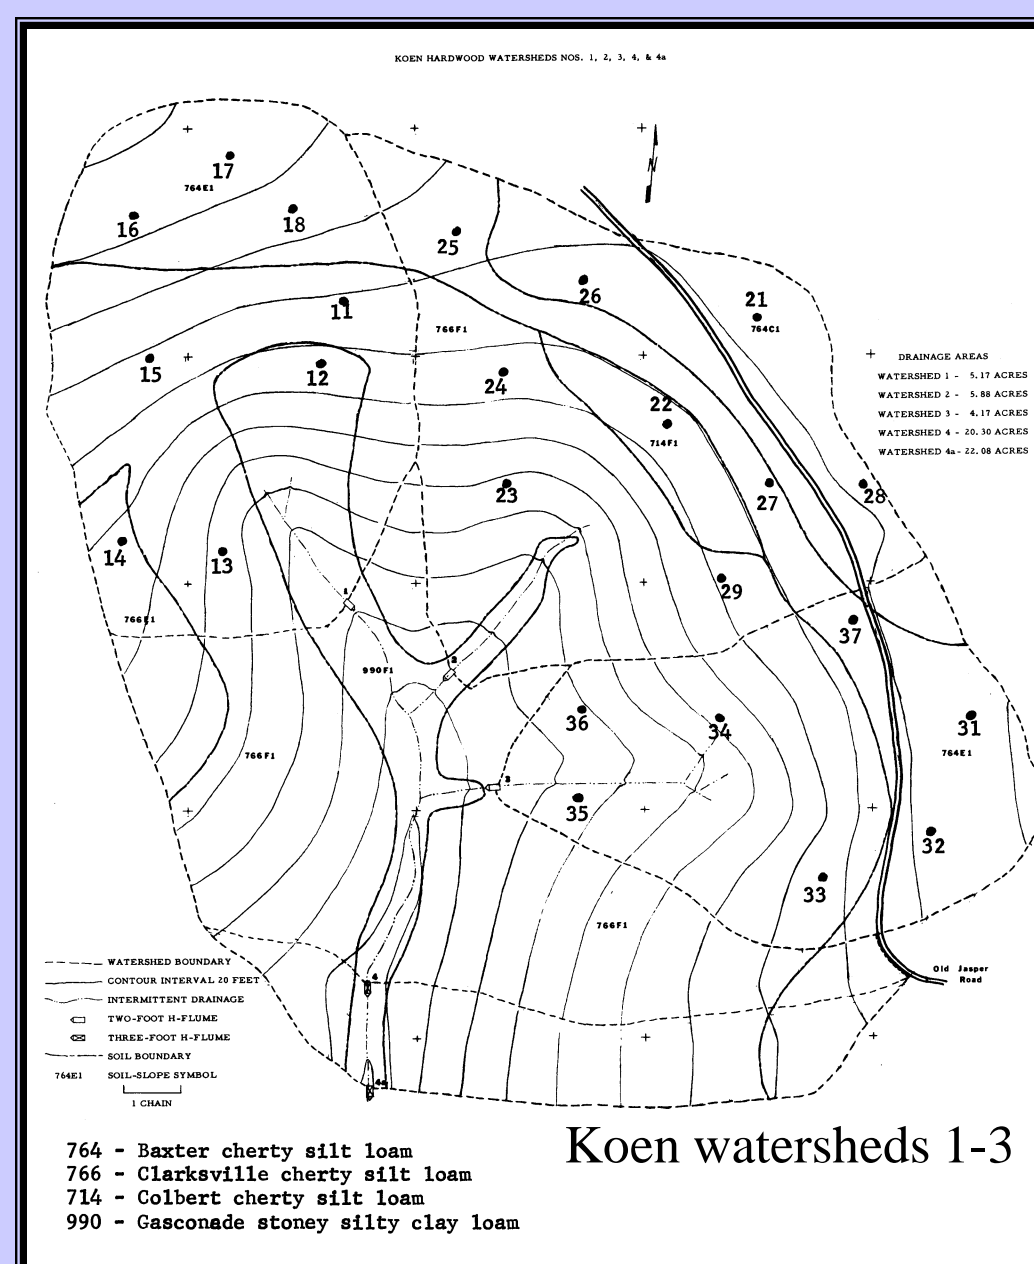 KOEN HARDWOOD WATERSHEDS NOS. 1, 2, 3, 4, & 4a
17
764E1
16
18
N
25
26
21
764C1
11
766F1
15
12
24
22
714F1
DRAINAGE AREAS
WATERSHED 1 - 5.17 ACRES
WATERSHED 2 - 5.88 ACRES
WATERSHED 3 - 4.17 ACRES
WATERSHED 4 - 20.30 ACRES
WATERSHED 4a - 22.08 ACRES
23
27
28
14
13
29
1
766E1
37
2
990F1
36
34
31
764E1
766F1
3
35
32
33
766F1
4
Old Jasper
Road
WATERSHED BOUNDARY
CONTOUR INTERVAL 20 FEET
INTERMITTENT DRAINAGE
TWO-FOOT H-FLUME
THREE-FOOT H-FLUME
SOIL BOUNDARY
764E1 SOIL-SLOPE SYMBOL
1 CHAIN
4a
Koen watersheds 1-3
764 - Baxter cherty silt loam
766 - Clarksville cherty silt loam
714 - Colbert cherty silt loam
990 - Gasconade stoney silty clay loam